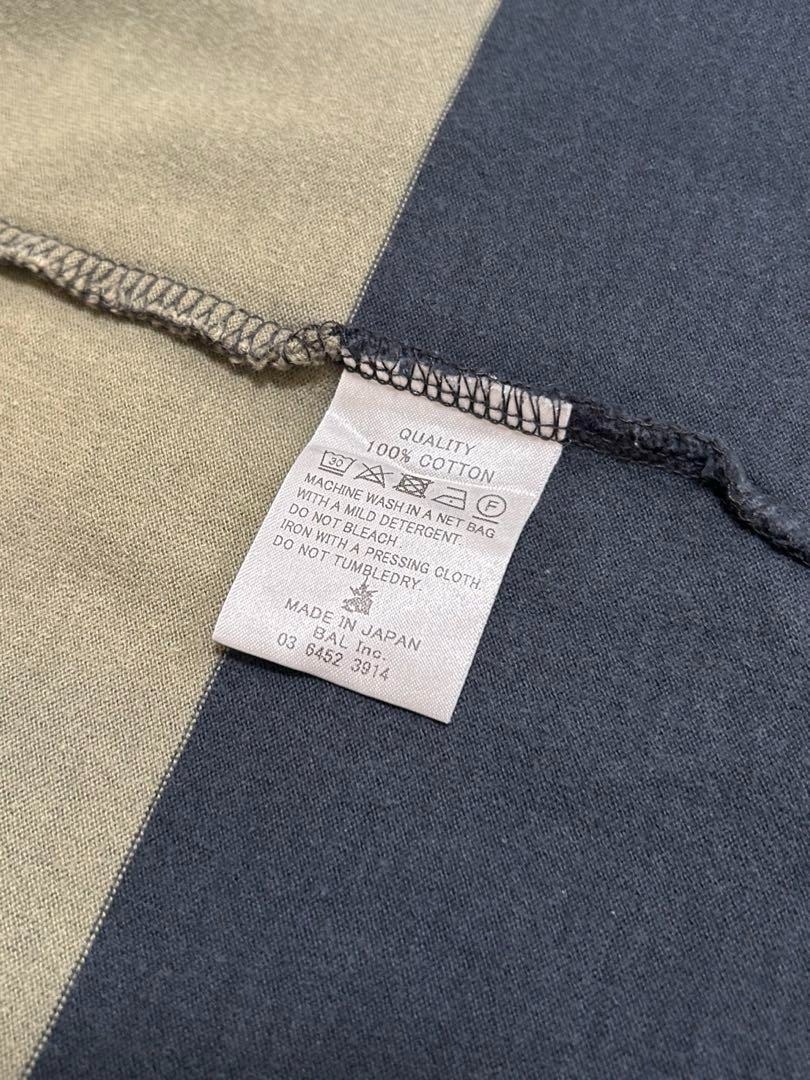 QUALITY
100% COTTON
30 F
MACHINE WASH IN A NET BAG
WITH A MILD DETERGENT.
DO NOT BLEACH.
IRON WITH A PRESSING CLOTH.
DO NOT TUMBLEDRY.
MADE IN JAPAN
BAL Inc.
03 6452 3914